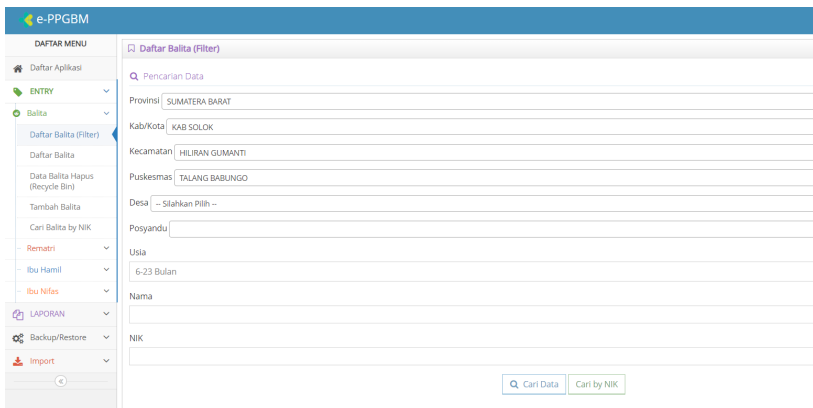 e-PPGBM
DAFTAR MENU
Daftar Aplikasi
ENTRY
Balita
Daftar Balita (Filter)
Daftar Balita
Data Balita Hapus
(Recycle Bin)
Tambah Balita
Cari Balita by NIK
Rematri
Ibu Hamil
Ibu Nifas
LAPORAN
Backup/Restore
Import
Daftar Balita (Filter)
Pencarian Data
Provinsi SUMATERA BARAT
Kab/Kota KAB SOLOK
Kecamatan HILIRAN GUMANTI
Puskesmas TALANG BABUNGO
Desa -- Silahkan Pilih --
Posyandu
Usia
6-23 Bulan
Nama
NIK
Cari Data Cari by NIK